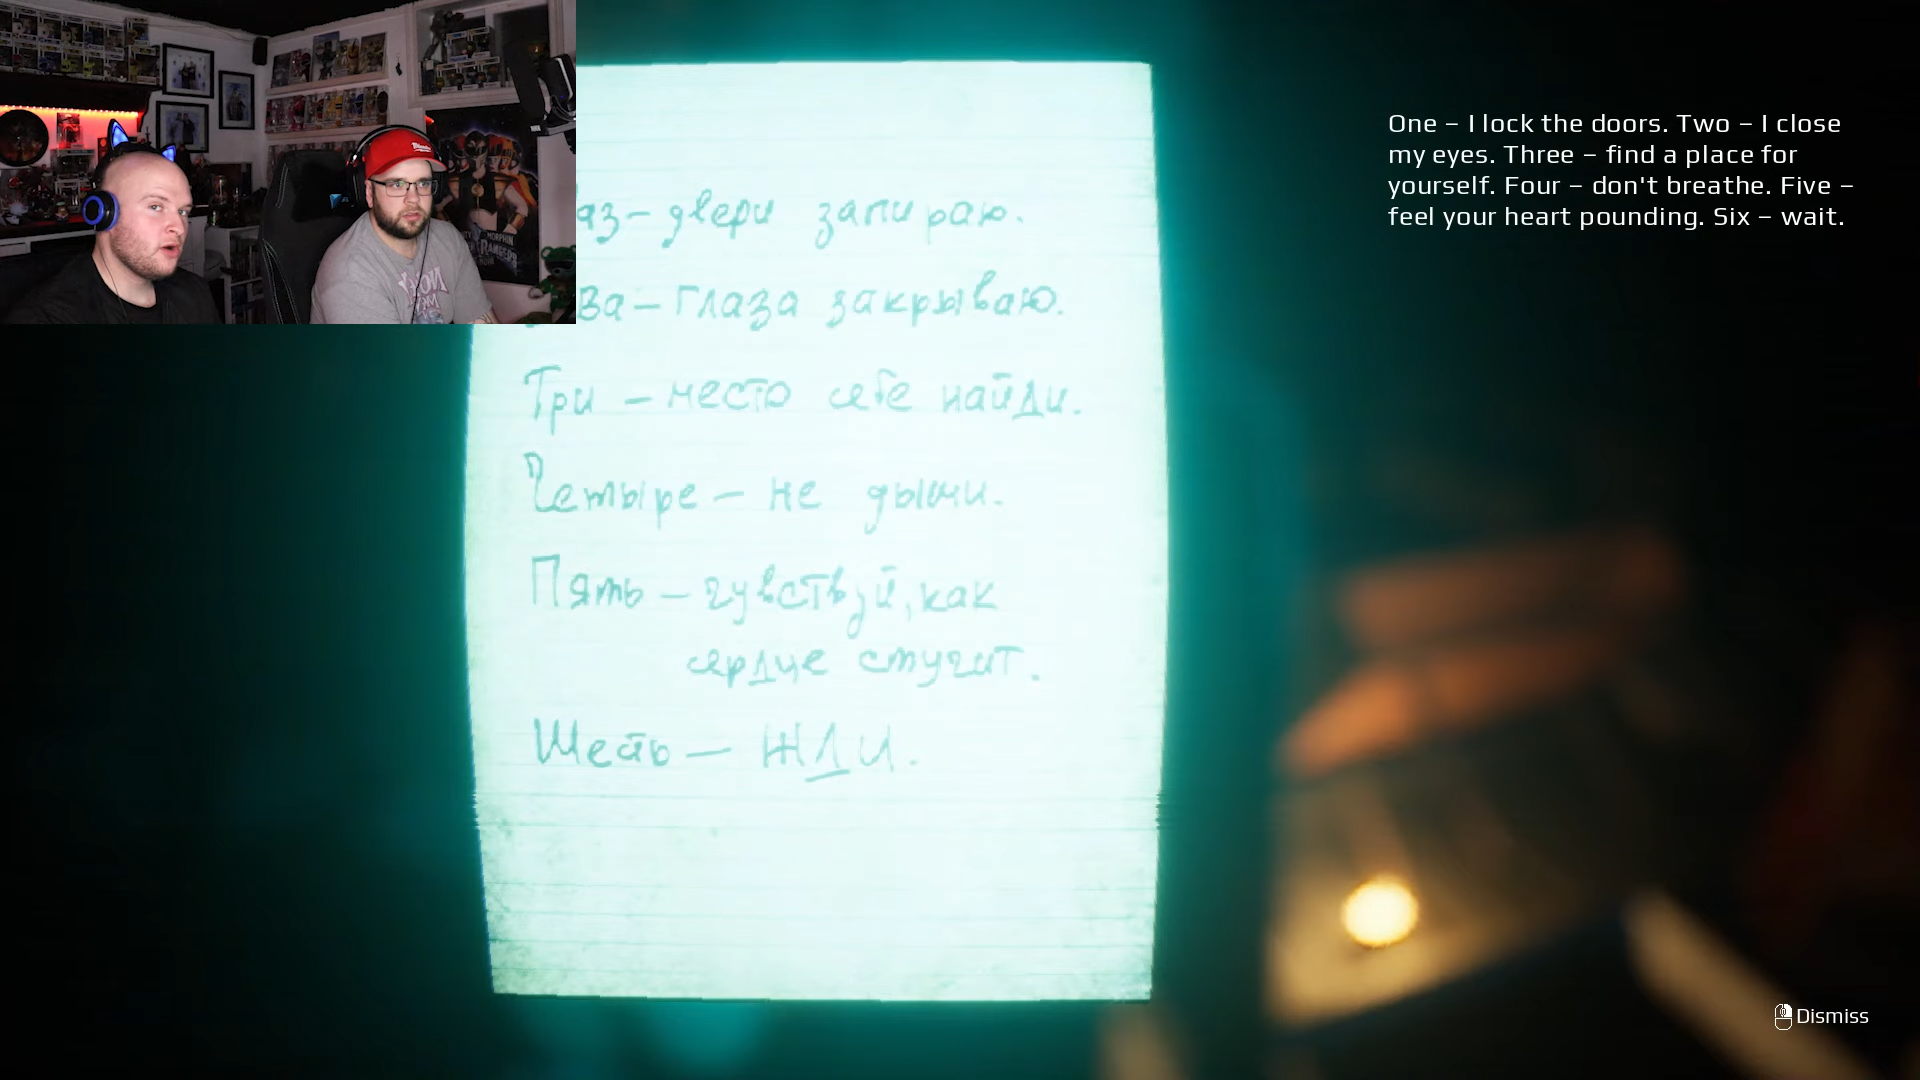 One – I lock the doors. Two – I close
my eyes. Three – find a place for
yourself. Four – don't breathe. Five –
feel your heart pounding. Six – wait.
аз – двери запираю.
ва – Глаза закрываю.
Три – место себе найди.
Четыре – не дыши.
Пять – чувствуй, как
сердце стучит.
Шесть – ЖДИ.
Dismiss